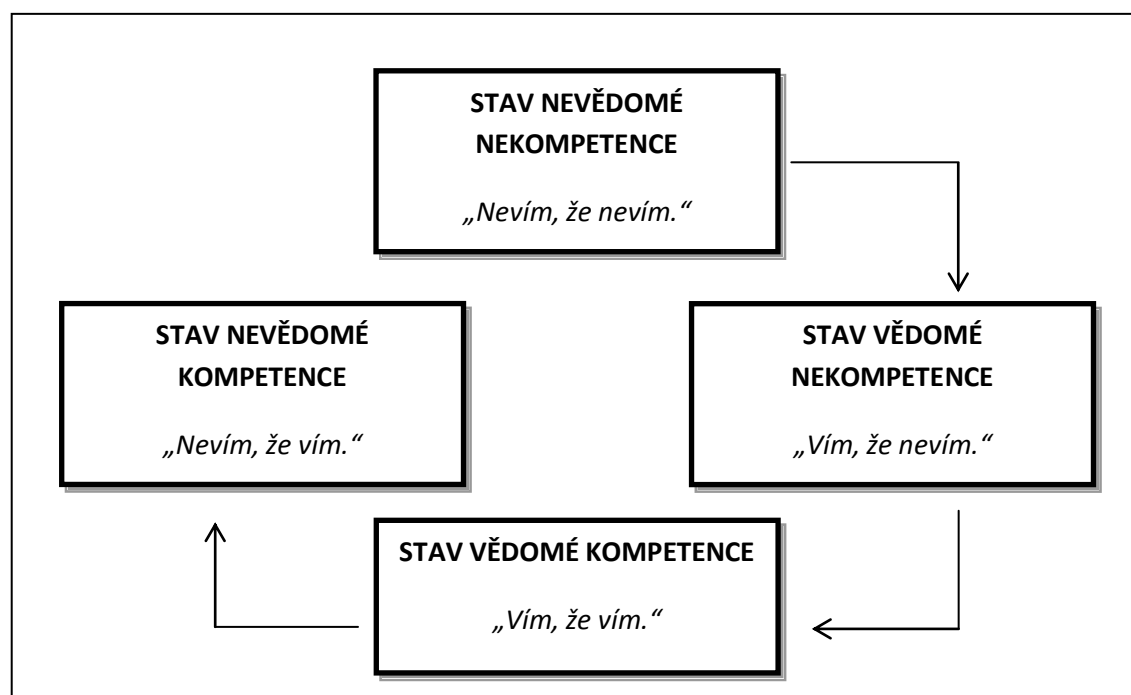 STAV NEVĚDOMÉ
NEKOMPETENCE
„Nevím, že nevím.“
STAV NEVĚDOMÉ
KOMPETENCE
„Nevím, že vím.“
STAV VĚDOMÉ
NEKOMPETENCE
„Vím, že nevím.“
STAV VĚDOMÉ KOMPETENCE
„Vím, že vím.“